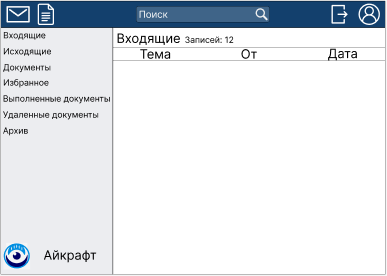 Поиск
Входящие
Исходящие
Документы
Избранное
Выполненные документы
Удаленные документы
Архив
Айкрафт
Входящие Записей: 12
Тема От Дата